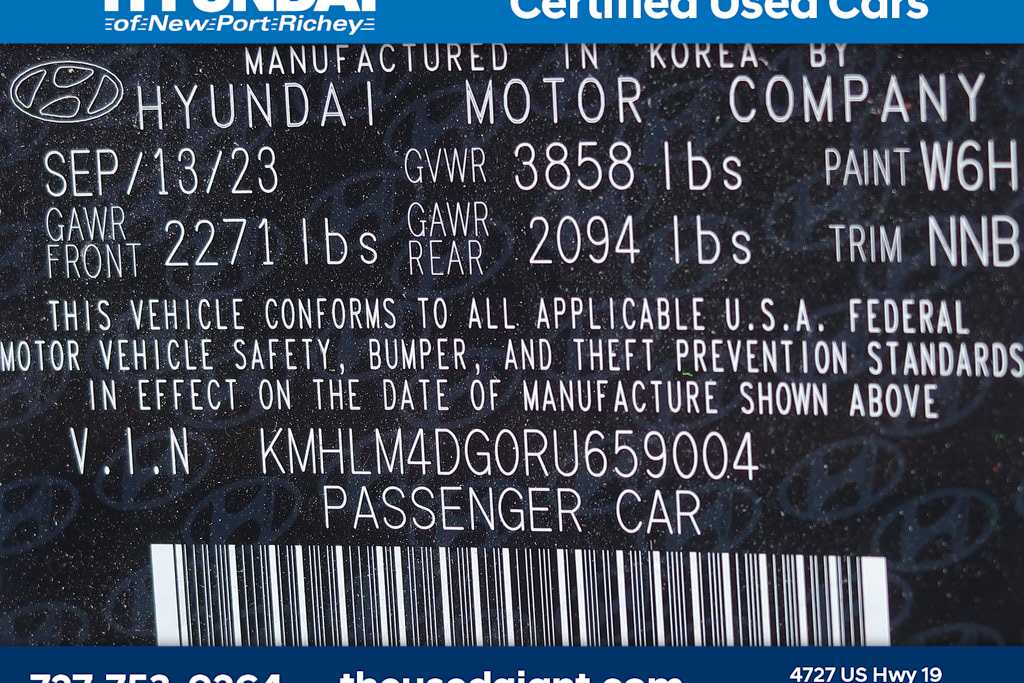 HYUNDAI
of New Port Richey
Certified Used Cars
MANUFACTURED IN KOREA BY
HYUNDAI MOTOR COMPANY
SEP/13/23 GVWR 3858 lbs PAINT W6H
GAWR FRONT 2271 lbs GAWR REAR 2094 lbs TRIM NNB
THIS VEHICLE CONFORMS TO ALL APPLICABLE U.S.A. FEDERAL
MOTOR VEHICLE SAFETY, BUMPER, AND THEFT PREVENTION STANDARDS
IN EFFECT ON THE DATE OF MANUFACTURE SHOWN ABOVE
V.I.N KMHLM4DG0RU659004
PASSENGER CAR
4727 US Hwy 19